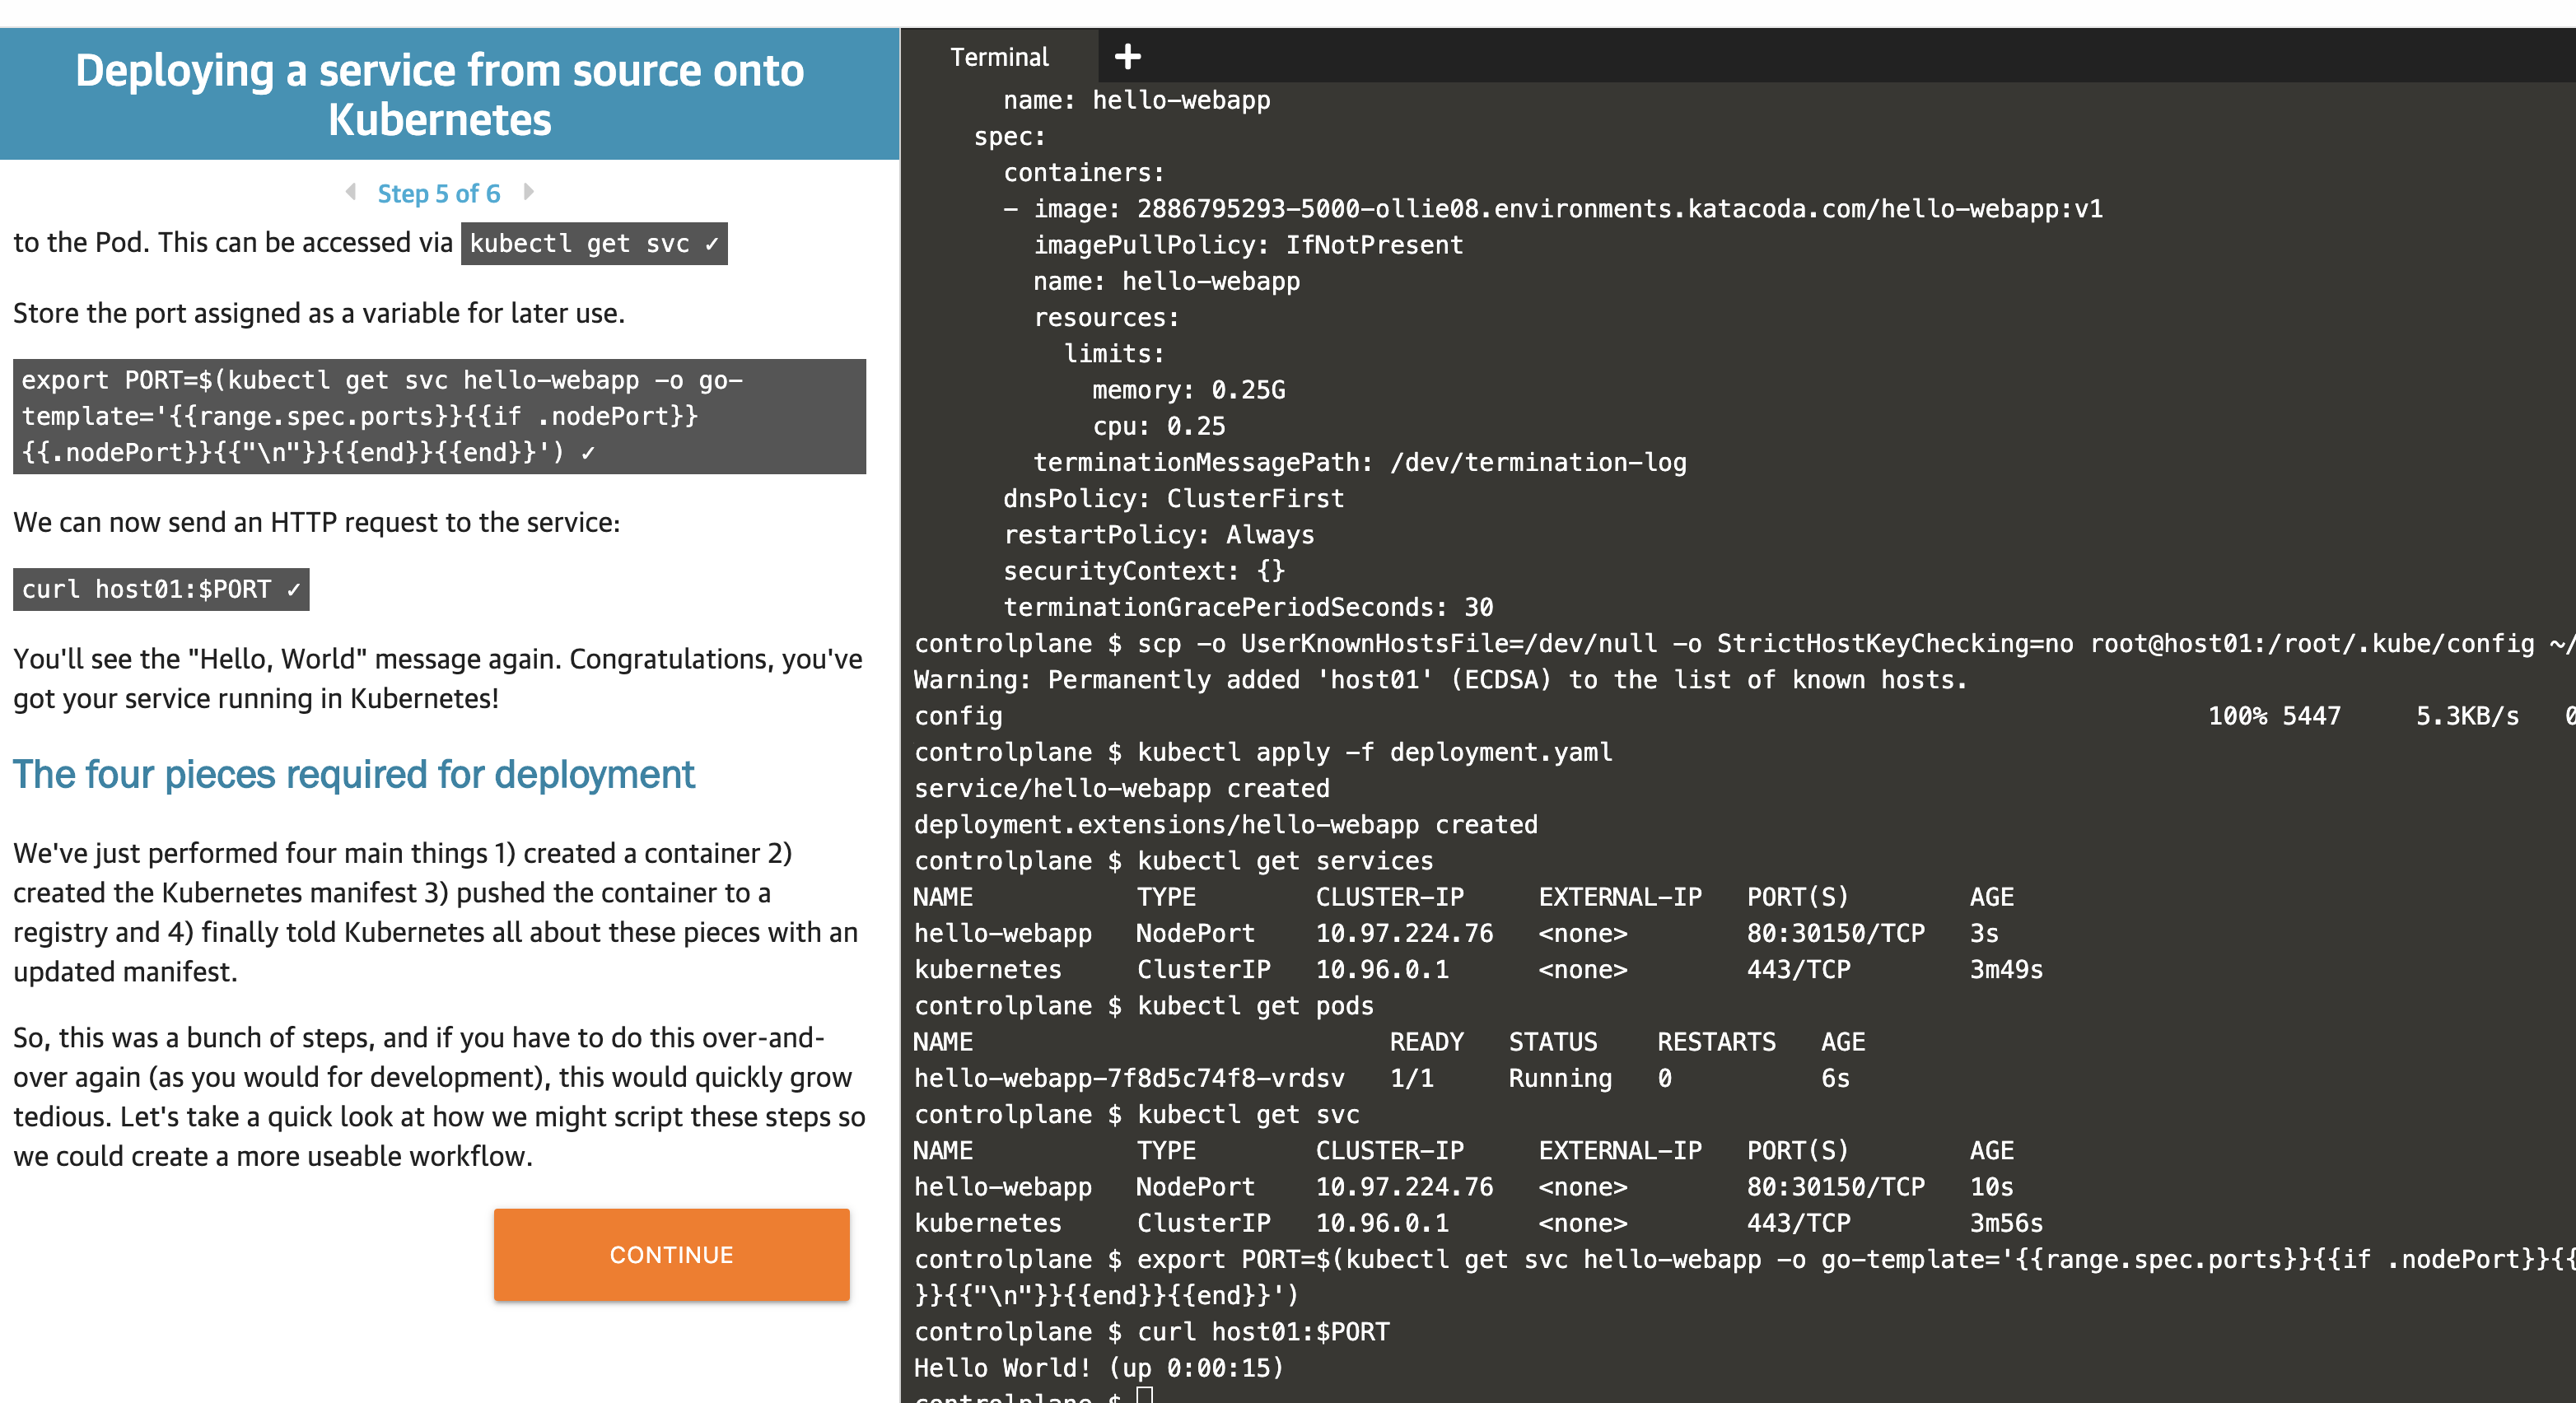 Deploying a service from source onto
Kubernetes
Step 5 of 6
to the Pod. This can be accessed via kubectl get svc ✓
Store the port assigned as a variable for later use.
export PORT=$(kubectl get svc hello-webapp -o go-
template='{{range.spec.ports}}{{if .nodePort}}
{{.nodePort}}{{"\n"}}{{end}}{{end}}') ✓
We can now send an HTTP request to the service:
curl host01:$PORT ✓
You'll see the "Hello, World" message again. Congratulations, you've
got your service running in Kubernetes!
The four pieces required for deployment
We've just performed four main things 1) created a container 2)
created the Kubernetes manifest 3) pushed the container to a
registry and 4) finally told Kubernetes all about these pieces with an
updated manifest.
So, this was a bunch of steps, and if you have to do this over-and-
over again (as you would for development), this would quickly grow
tedious. Let's take a quick look at how we might script these steps so
we could create a more useable workflow.
CONTINUE
Terminal +
name: hello-webapp
spec:
containers:
- image: 2886795293-5000-ollie08.environments.katacoda.com/hello-webapp:v1
imagePullPolicy: IfNotPresent
name: hello-webapp
resources:
limits:
memory: 0.25G
cpu: 0.25
terminationMessagePath: /dev/termination-log
dnsPolicy: ClusterFirst
restartPolicy: Always
securityContext: {}
terminationGracePeriodSeconds: 30
controlplane $ scp -o UserKnownHostsFile=/dev/null -o StrictHostKeyChecking=no root@host01:/root/.kube/config ~/
Warning: Permanently added 'host01' (ECDSA) to the list of known hosts.
config 100% 5447 5.3KB/s 0
controlplane $ kubectl apply -f deployment.yaml
service/hello-webapp created
deployment.extensions/hello-webapp created
controlplane $ kubectl get services
NAME TYPE CLUSTER-IP EXTERNAL-IP PORT(S) AGE
hello-webapp NodePort 10.97.224.76 <none> 80:30150/TCP 3s
kubernetes ClusterIP 10.96.0.1 <none> 443/TCP 3m49s
controlplane $ kubectl get pods
NAME READY STATUS RESTARTS AGE
hello-webapp-7f8d5c74f8-vrdsv 1/1 Running 0 6s
controlplane $ kubectl get svc
NAME TYPE CLUSTER-IP EXTERNAL-IP PORT(S) AGE
hello-webapp NodePort 10.97.224.76 <none> 80:30150/TCP 10s
kubernetes ClusterIP 10.96.0.1 <none> 443/TCP 3m56s
controlplane $ export PORT=$(kubectl get svc hello-webapp -o go-template='{{range.spec.ports}}{{if .nodePort}}{{
}}{{"\n"}}{{end}}{{end}}')
controlplane $ curl host01:$PORT
Hello World! (up 0:00:15)
controlplane $